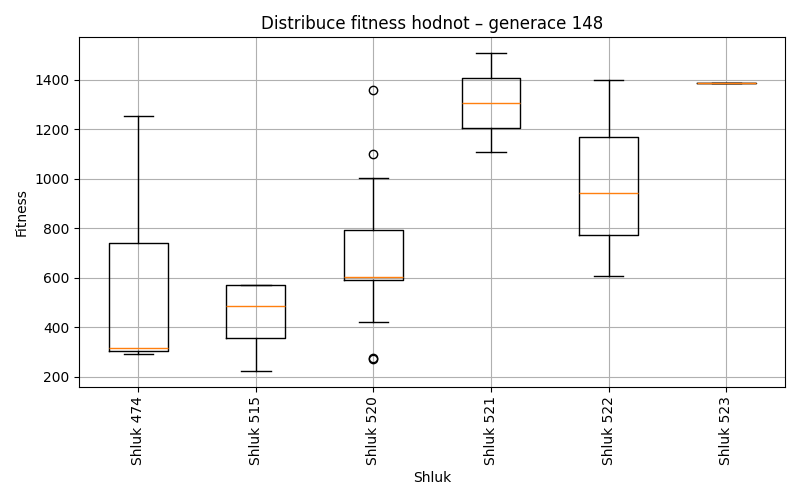 Distribuce fitness hodnot – generace 148
Fitness
1400
1200
1000
800
600
400
200
Shluk 474
Shluk 515
Shluk 520
Shluk 521
Shluk 522
Shluk 523
Shluk